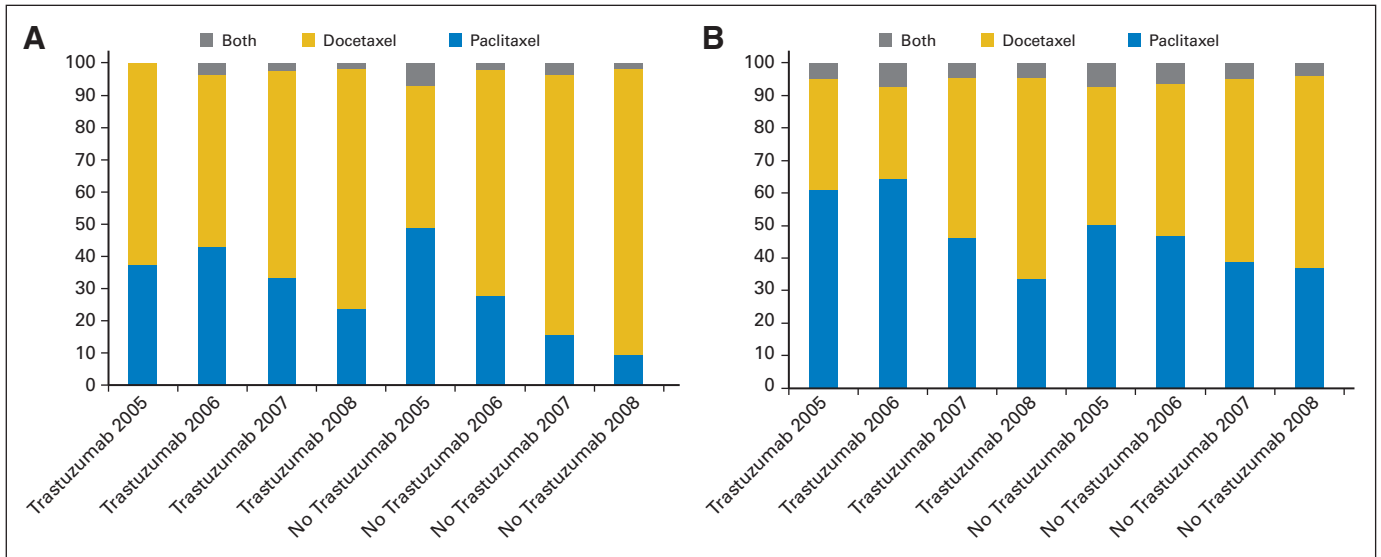 A
Both Docetaxel Paclitaxel
100
90
80
70
60
50
40
30
20
10
0
Trastuzumab 2005
Trastuzumab 2006
Trastuzumab 2007
Trastuzumab 2008
No Trastuzumab 2005
No Trastuzumab 2006
No Trastuzumab 2007
No Trastuzumab 2008
B
Both Docetaxel Paclitaxel
100
90
80
70
60
50
40
30
20
10
0
Trastuzumab 2005
Trastuzumab 2006
Trastuzumab 2007
Trastuzumab 2008
No Trastuzumab 2005
No Trastuzumab 2006
No Trastuzumab 2007
No Trastuzumab 2008